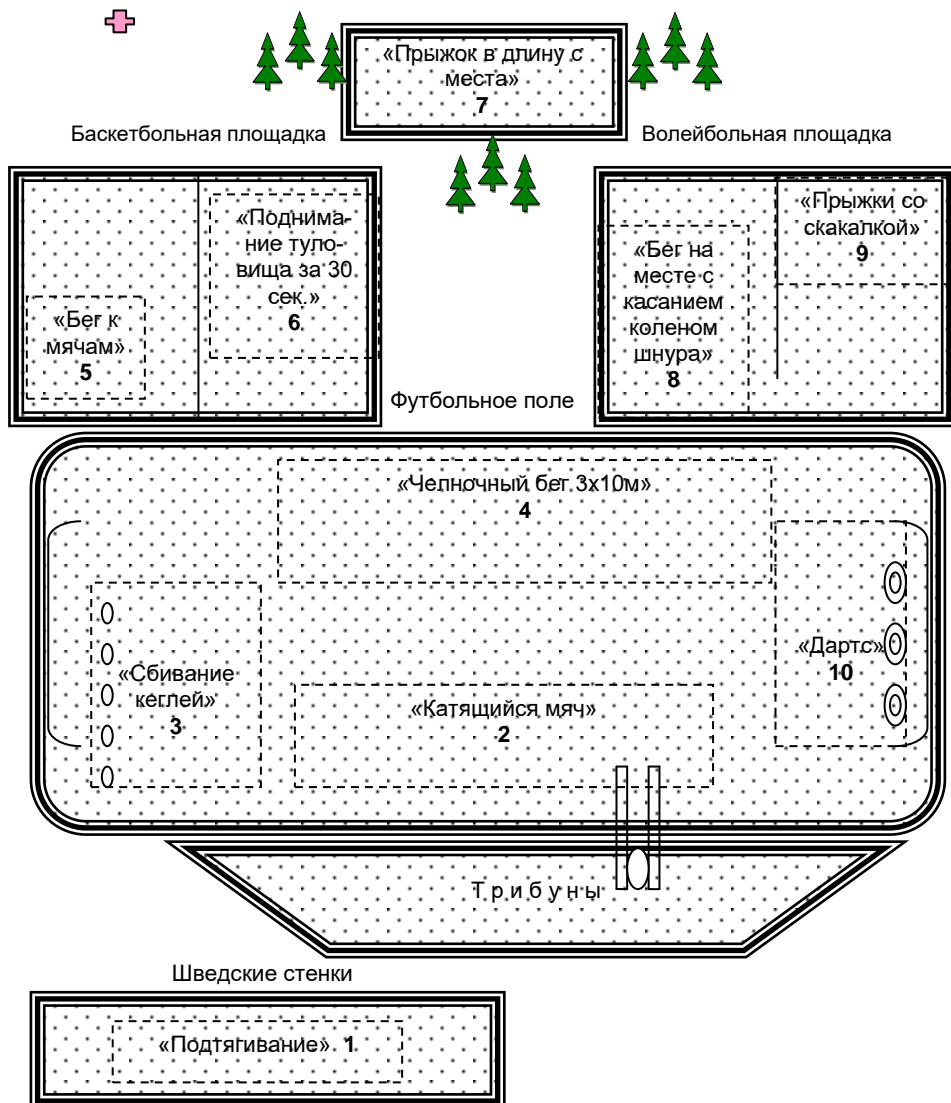 «Прыжок в длину с
места»
7
Баскетбольная площадка
Волейбольная площадка
«Поднима-
ние туло-
вища за 30
сек.»
6
«Бег к
мячам»
5
«Прыжки со
скакалкой»
9
«Бег на
месте с
касанием
коленом
шнура»
8
Футбольное поле
«Челночный бег 3х10м»
4
«Сбивание
кеглей»
3
«Катящийся мяч»
2
«Дартс»
10
Трибуны
Шведские стенки
«Подтягивание» 1